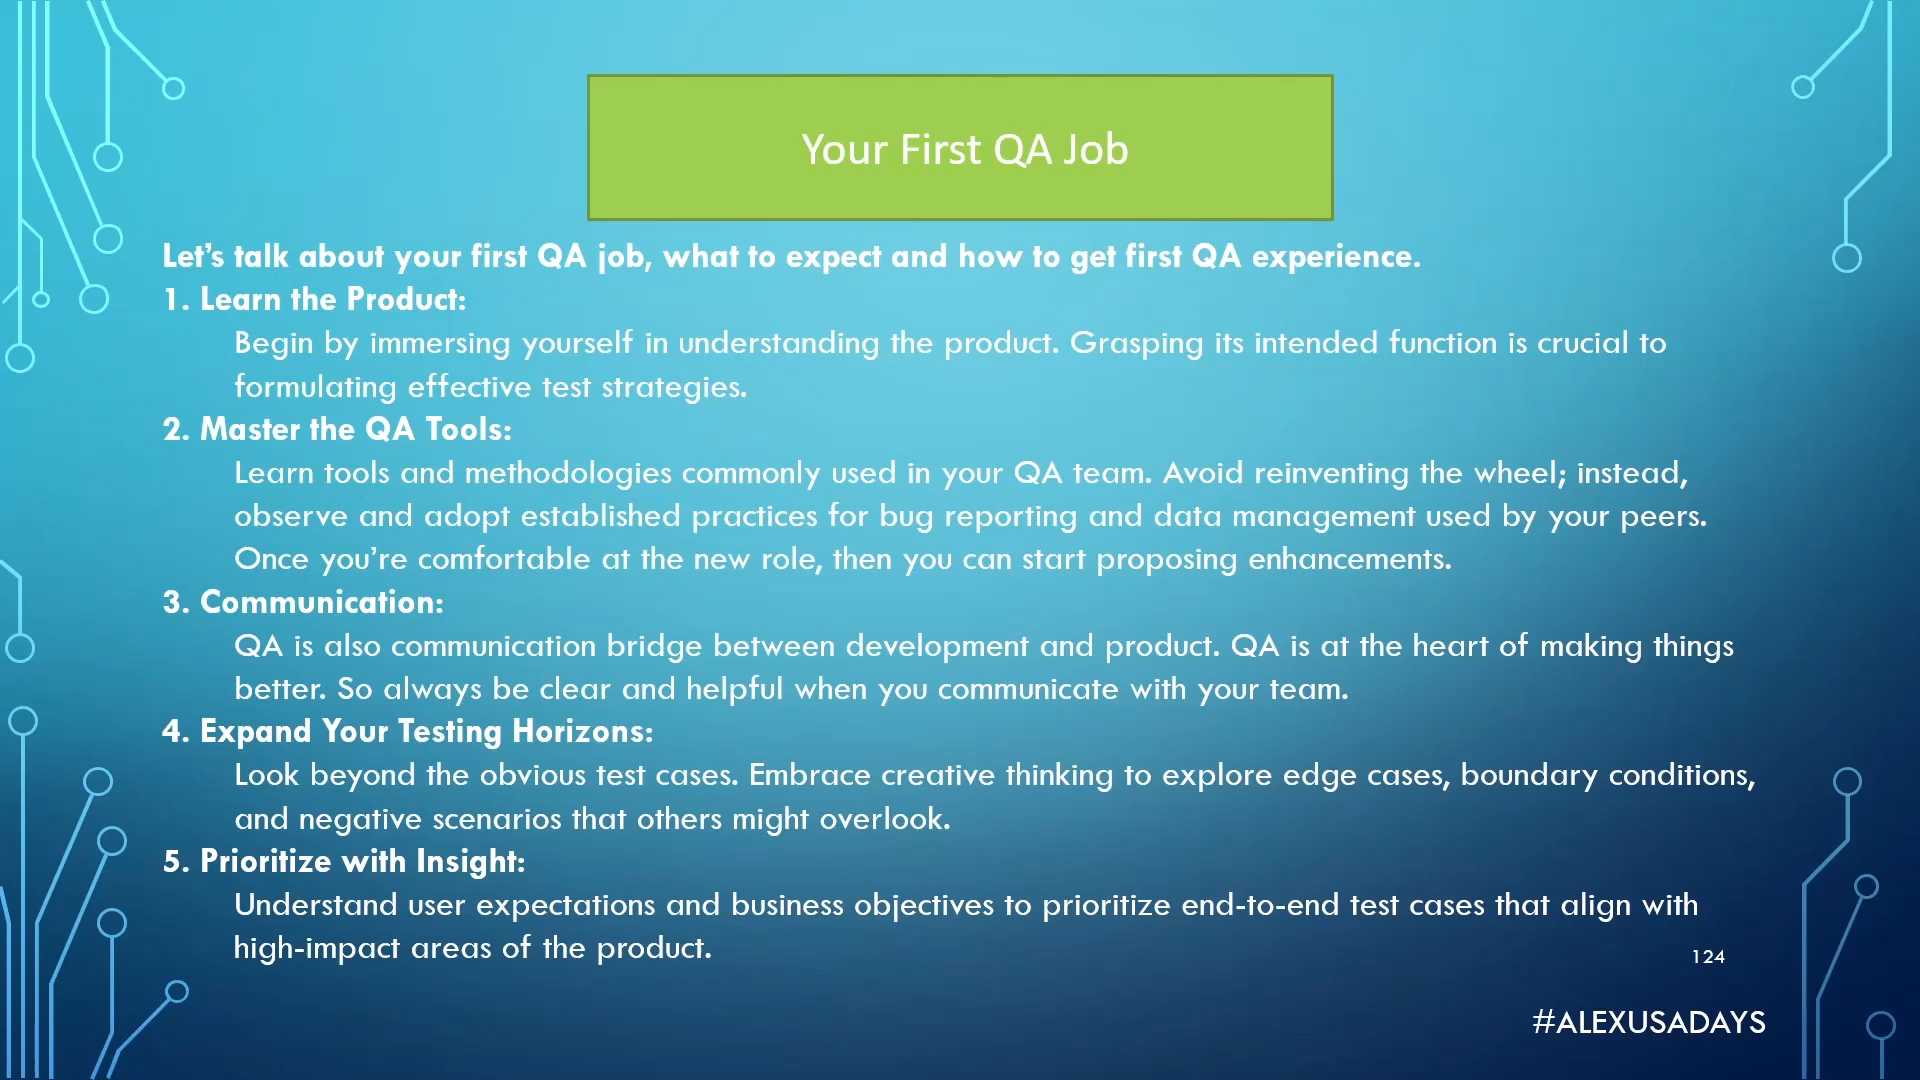 Your First QA Job
Let’s talk about your first QA job, what to expect and how to get first QA experience.
1. Learn the Product:
Begin by immersing yourself in understanding the product. Grasping its intended function is crucial to
formulating effective test strategies.
2. Master the QA Tools:
Learn tools and methodologies commonly used in your QA team. Avoid reinventing the wheel; instead,
observe and adopt established practices for bug reporting and data management used by your peers.
Once you’re comfortable at the new role, then you can start proposing enhancements.
3. Communication:
QA is also communication bridge between development and product. QA is at the heart of making things
better. So always be clear and helpful when you communicate with your team.
4. Expand Your Testing Horizons:
Look beyond the obvious test cases. Embrace creative thinking to explore edge cases, boundary conditions,
and negative scenarios that others might overlook.
5. Prioritize with Insight:
Understand user expectations and business objectives to prioritize end-to-end test cases that align with
high-impact areas of the product.
124
#ALEXUSADAYS